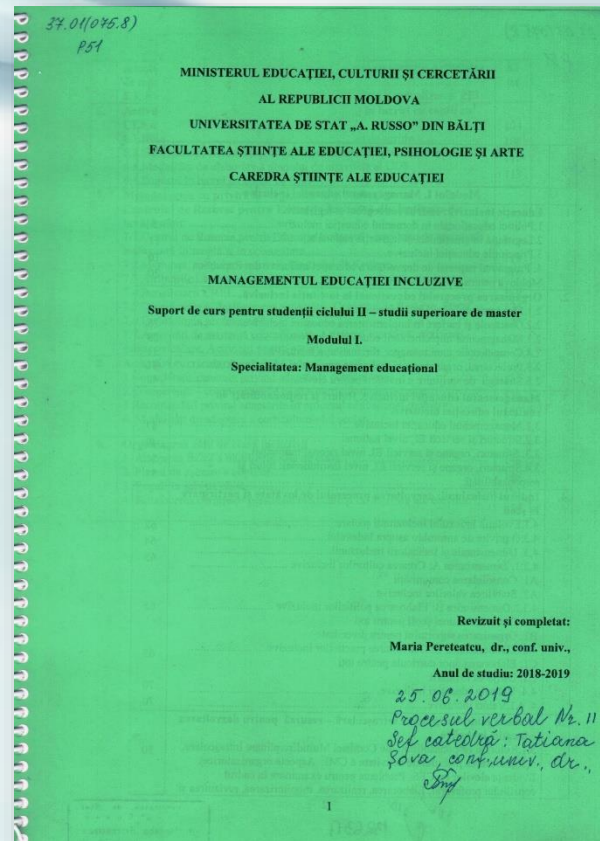 37.01(075.8)
P51
MINISTERUL EDUCAȚIEI, CULTURII ȘI CERCETĂRII
AL REPUBLICII MOLDOVA
UNIVERSITATEA DE STAT „A. RUSSO” DIN BĂLȚI
FACULTATEA ȘTIINȚE ALE EDUCAȚIEI, PSIHOLOGIE ȘI ARTE
CAREDRA ȘTIINȚE ALE EDUCAȚIEI
MANAGEMENTUL EDUCAȚIEI INCLUZIVE
Suport de curs pentru studenții ciclului II – studii superioare de master
Modulul I.
Specialitatea: Management educațional
Revizuit și completat:
Maria Pereteatcu, dr., conf. univ.,
Anul de studiu: 2018-2019
25.06.2019
Procesul verbal Nr. 11
Șef catedră: Tatiana
Șova, conf. univ., dr.,
1